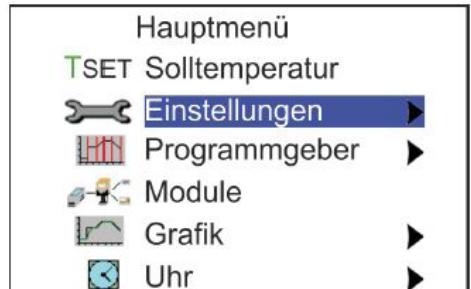 Hauptmenü
TSET Solltemperatur
Einstellungen
Programmgeber
Module
Grafik
Uhr